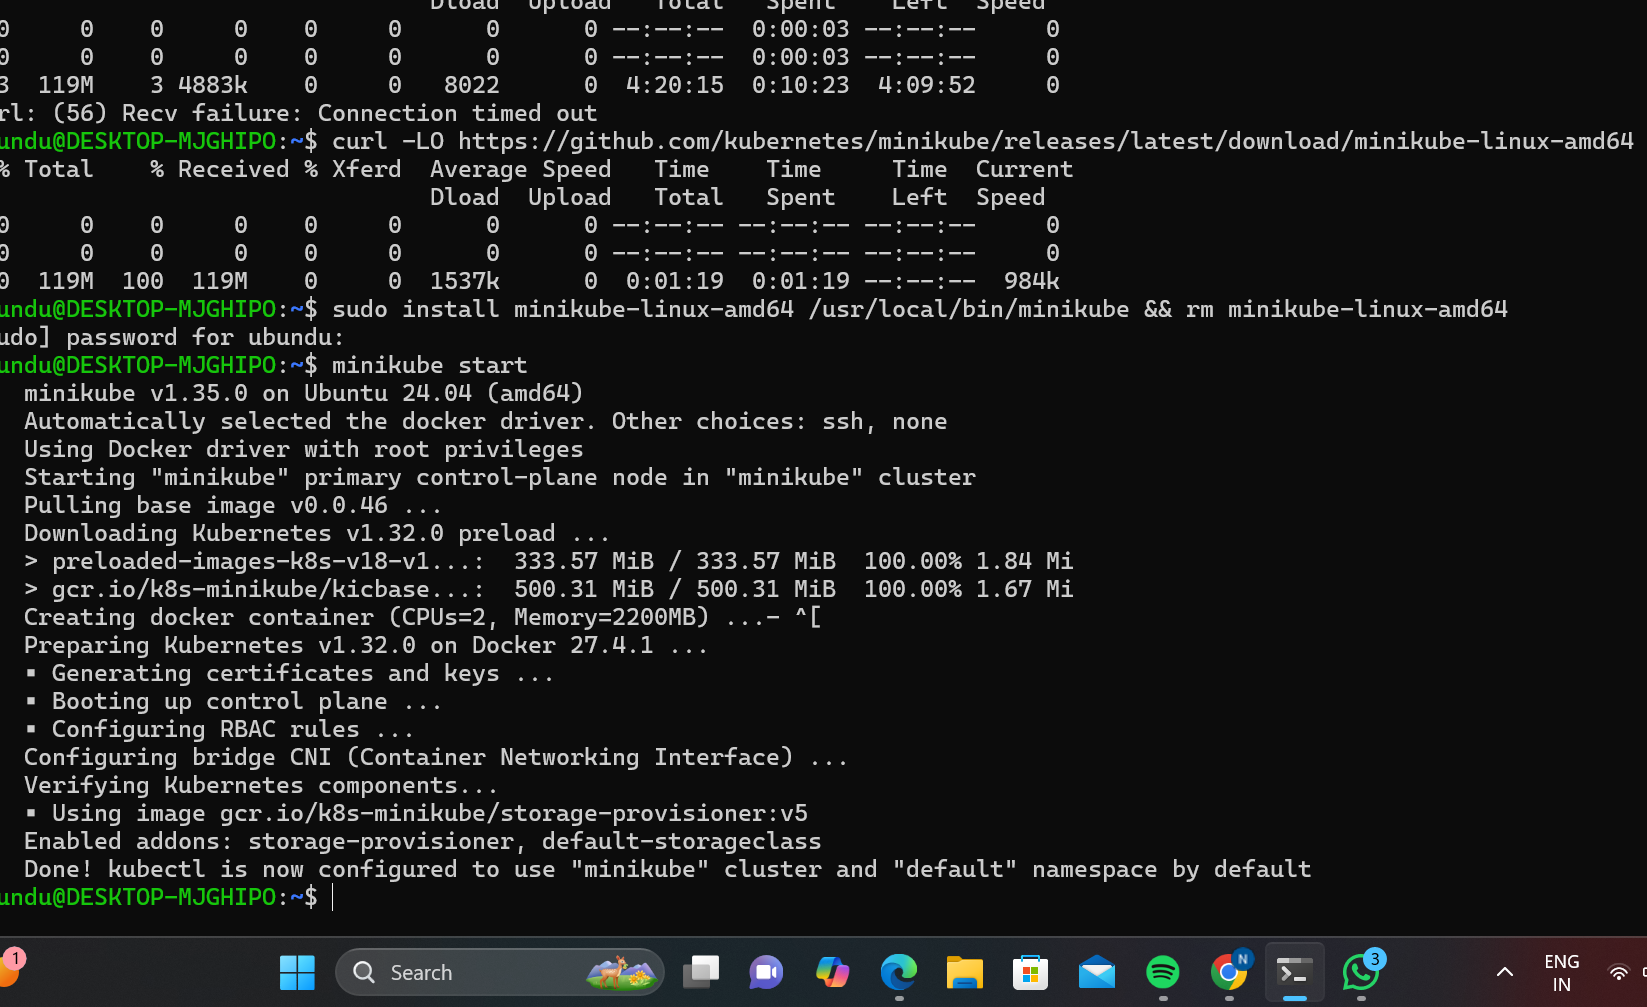 Dload  Upload   Total   Spent    Left  Speed
0     0    0     0    0     0      0      0 --:--:--  0:00:03 --:--:--     0
0     0    0     0    0     0      0      0 --:--:--  0:00:03 --:--:--     0
3  119M    3 4883k    0     0   8022      0  4:20:15  0:10:23  4:09:52     0
rl: (56) Recv failure: Connection timed out
undu@DESKTOP-MJGHIPO:~$ curl -LO https://github.com/kubernetes/minikube/releases/latest/download/minikube-linux-amd64
% Total    % Received % Xferd  Average Speed   Time    Time     Time  Current
Dload  Upload   Total   Spent    Left  Speed
0     0    0     0    0     0      0      0 --:--:-- --:--:-- --:--:--     0
0     0    0     0    0     0      0      0 --:--:-- --:--:-- --:--:--     0
0  119M  100  119M    0     0  1537k      0  0:01:19  0:01:19 --:--:--  984k
undu@DESKTOP-MJGHIPO:~$ sudo install minikube-linux-amd64 /usr/local/bin/minikube && rm minikube-linux-amd64
udo] password for ubundu:
undu@DESKTOP-MJGHIPO:~$ minikube start
minikube v1.35.0 on Ubuntu 24.04 (amd64)
Automatically selected the docker driver. Other choices: ssh, none
Using Docker driver with root privileges
Starting "minikube" primary control-plane node in "minikube" cluster
Pulling base image v0.0.46 ...
Downloading Kubernetes v1.32.0 preload ...
> preloaded-images-k8s-v18-v1...:  333.57 MiB / 333.57 MiB  100.00% 1.84 Mi
> gcr.io/k8s-minikube/kicbase...:  500.31 MiB / 500.31 MiB  100.00% 1.67 Mi
Creating docker container (CPUs=2, Memory=2200MB) ...- ^[
Preparing Kubernetes v1.32.0 on Docker 27.4.1 ...
▪ Generating certificates and keys ...
▪ Booting up control plane ...
▪ Configuring RBAC rules ...
Configuring bridge CNI (Container Networking Interface) ...
Verifying Kubernetes components...
▪ Using image gcr.io/k8s-minikube/storage-provisioner:v5
Enabled addons: storage-provisioner, default-storageclass
Done! kubectl is now configured to use "minikube" cluster and "default" namespace by default
undu@DESKTOP-MJGHIPO:~$
1
Search
N
3
ENG
IN